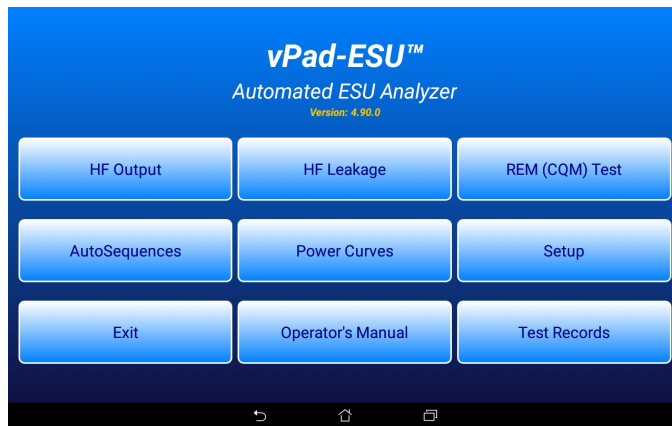 vPad-ESU™
Automated ESU Analyzer
Version: 4.90.0
HF Output
HF Leakage
REM (CQM) Test
AutoSequences
Power Curves
Setup
Exit
Operator's Manual
Test Records